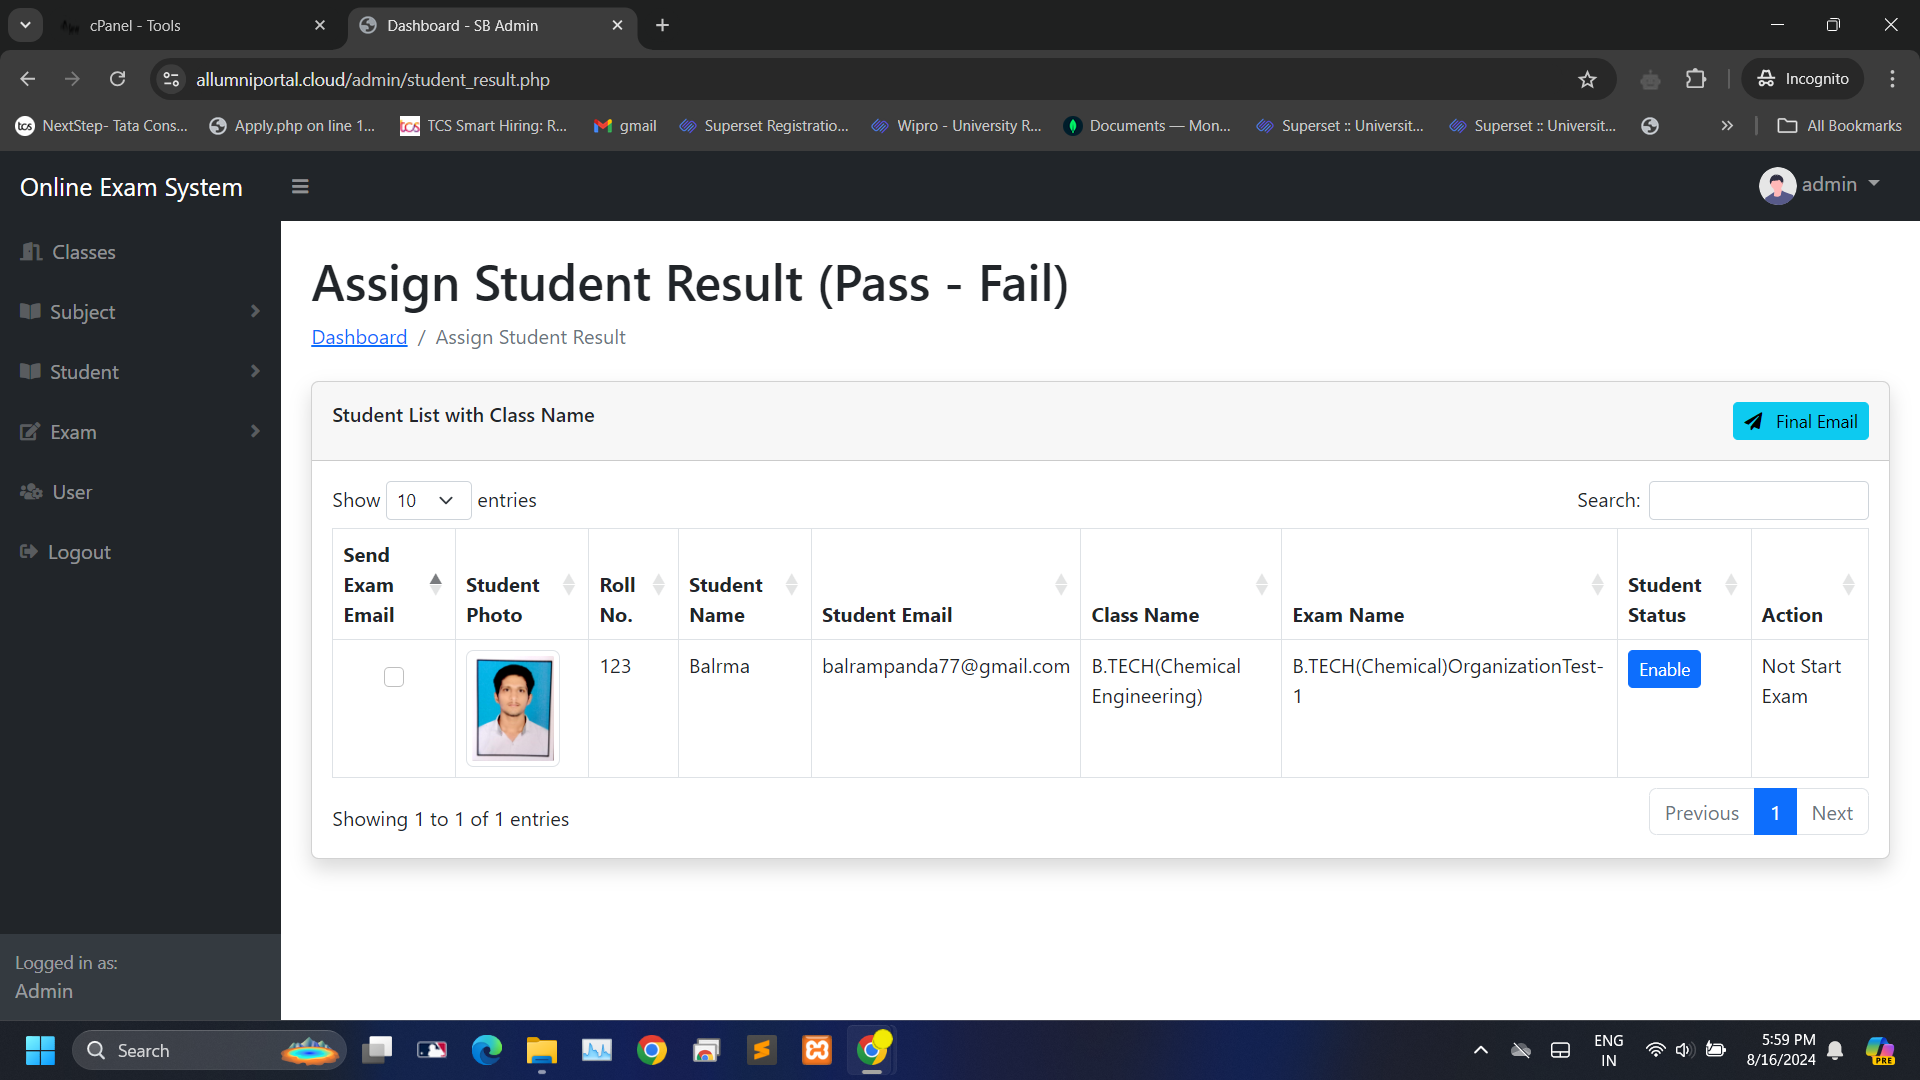 cPanel - Tools
Dashboard - SB Admin
allumniportal.cloud/admin/student_result.php
Incognito
NextStep- Tata Cons...
Apply.php on line 1...
tcs TCS Smart Hiring: R...
gmail
Superset Registratio...
Wipro - University R...
Documents — Mon...
Superset :: Universit...
Superset :: Universit...
All Bookmarks
Online Exam System
admin
Classes
Subject
Student
Exam
User
Logout
Logged in as:
Admin
Assign Student Result (Pass - Fail)
Dashboard / Assign Student Result
Student List with Class Name
Final Email
Show 10 entries
Search:
Send
Exam
Email
Student
Photo
Roll
No.
Student
Name
Student Email
Class Name
Exam Name
Student
Status
Action
123
Balrma
balrampanda77@gmail.com
B.TECH(Chemical
Engineering)
B.TECH(Chemical)OrganizationTest-
1
Enable
Not Start
Exam
Showing 1 to 1 of 1 entries
Previous 1 Next
Search
ENG
IN
5:59 PM
8/16/2024
PRE